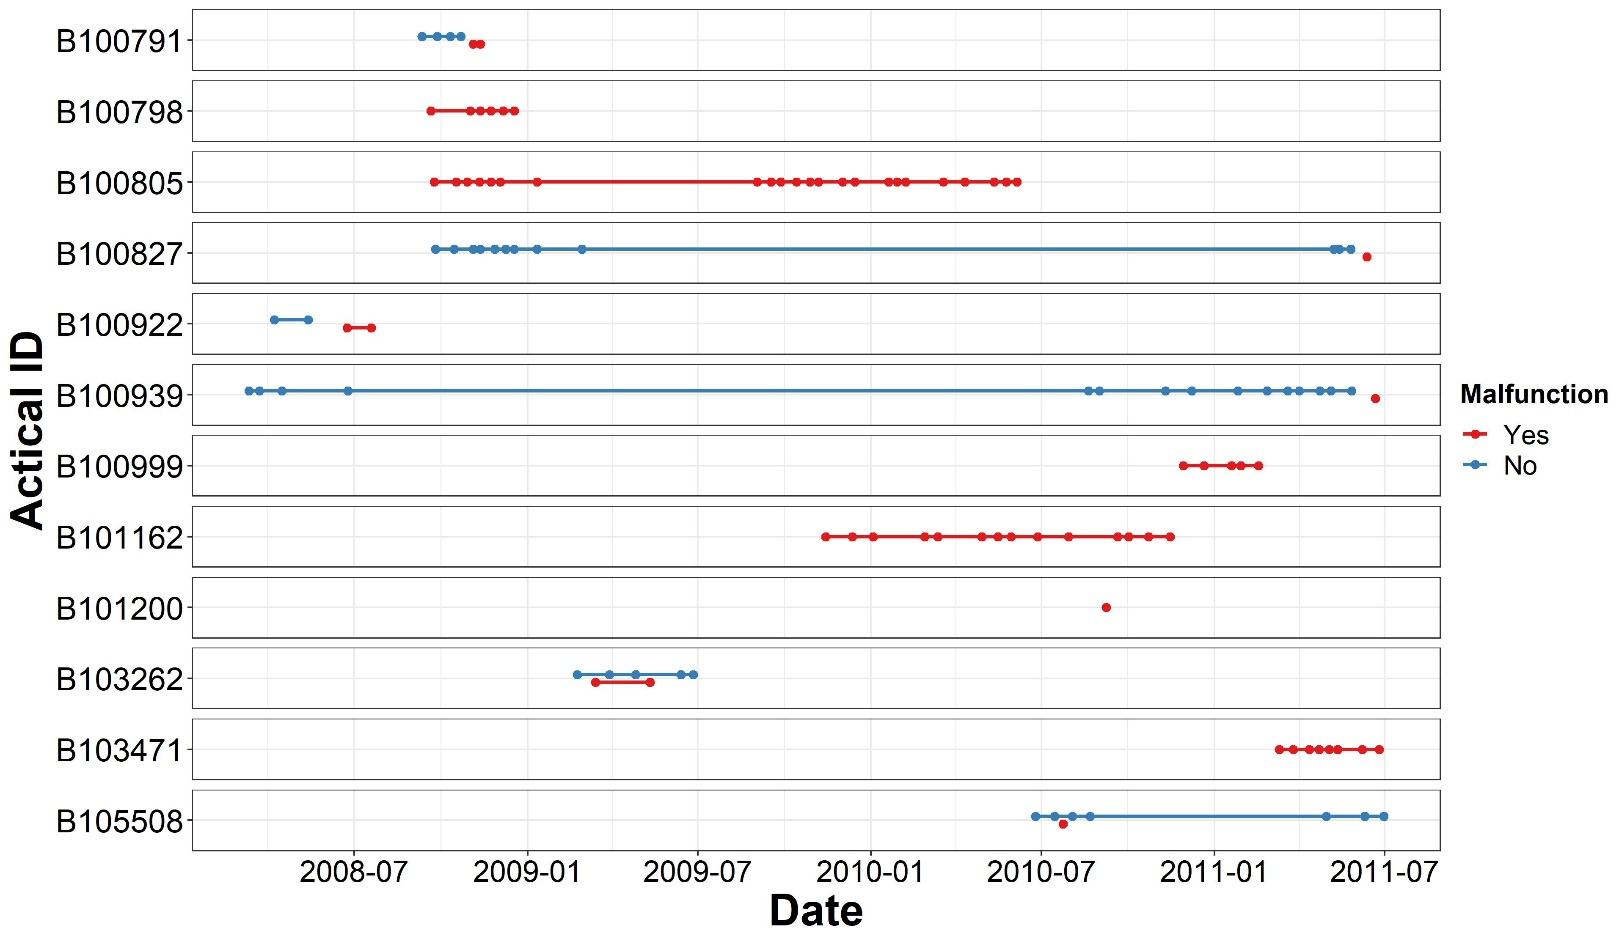 B100791
B100798
B100805
B100827
B100922
B100939
B100999
B101162
B101200
B103262
B103471
B105508
Actical ID
2008-07 2009-01 2009-07 2010-01 2010-07 2011-01 2011-07
Date
Malfunction
Yes
No